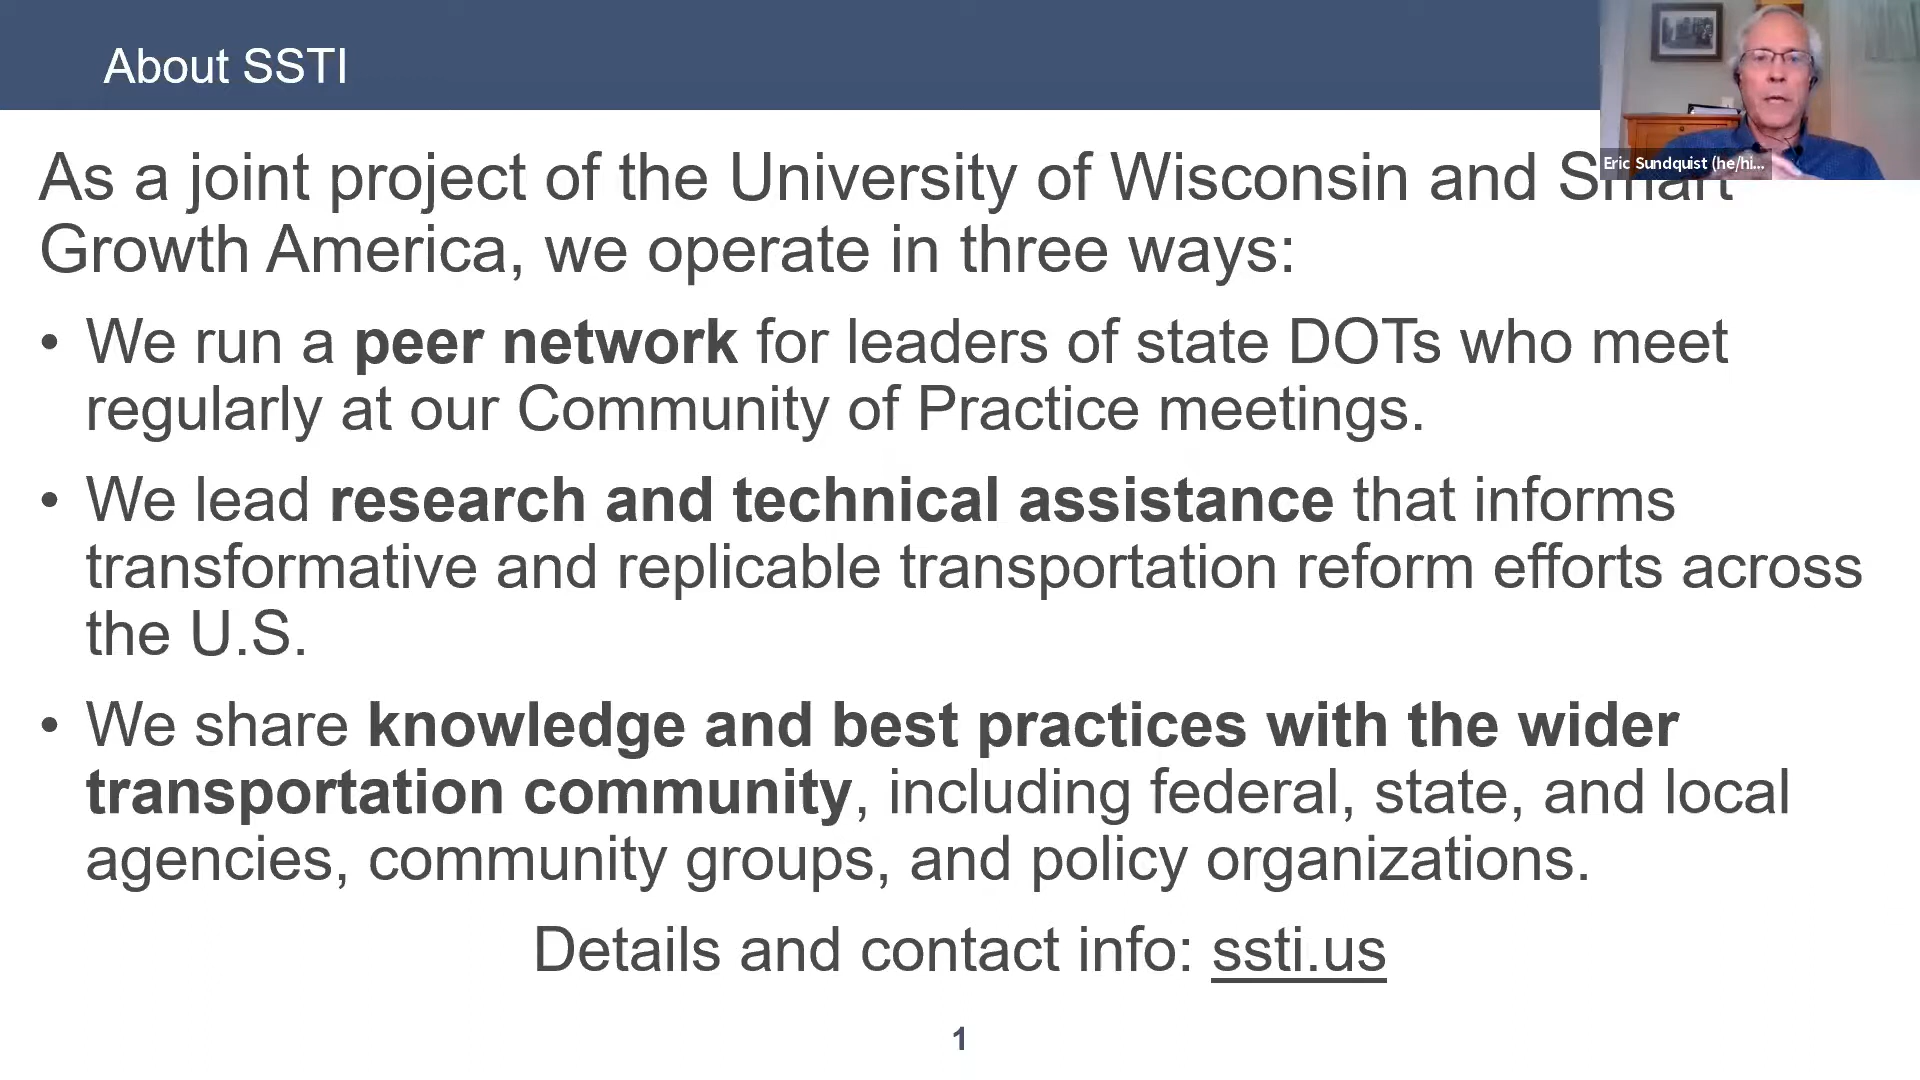 About SSTI
Eric Sundquist (he/hi...
As a joint project of the University of Wisconsin and Smart
Growth America, we operate in three ways:
• We run a peer network for leaders of state DOTs who meet
regularly at our Community of Practice meetings.
• We lead research and technical assistance that informs
transformative and replicable transportation reform efforts across
the U.S.
• We share knowledge and best practices with the wider
transportation community, including federal, state, and local
agencies, community groups, and policy organizations.
Details and contact info: ssti.us
1